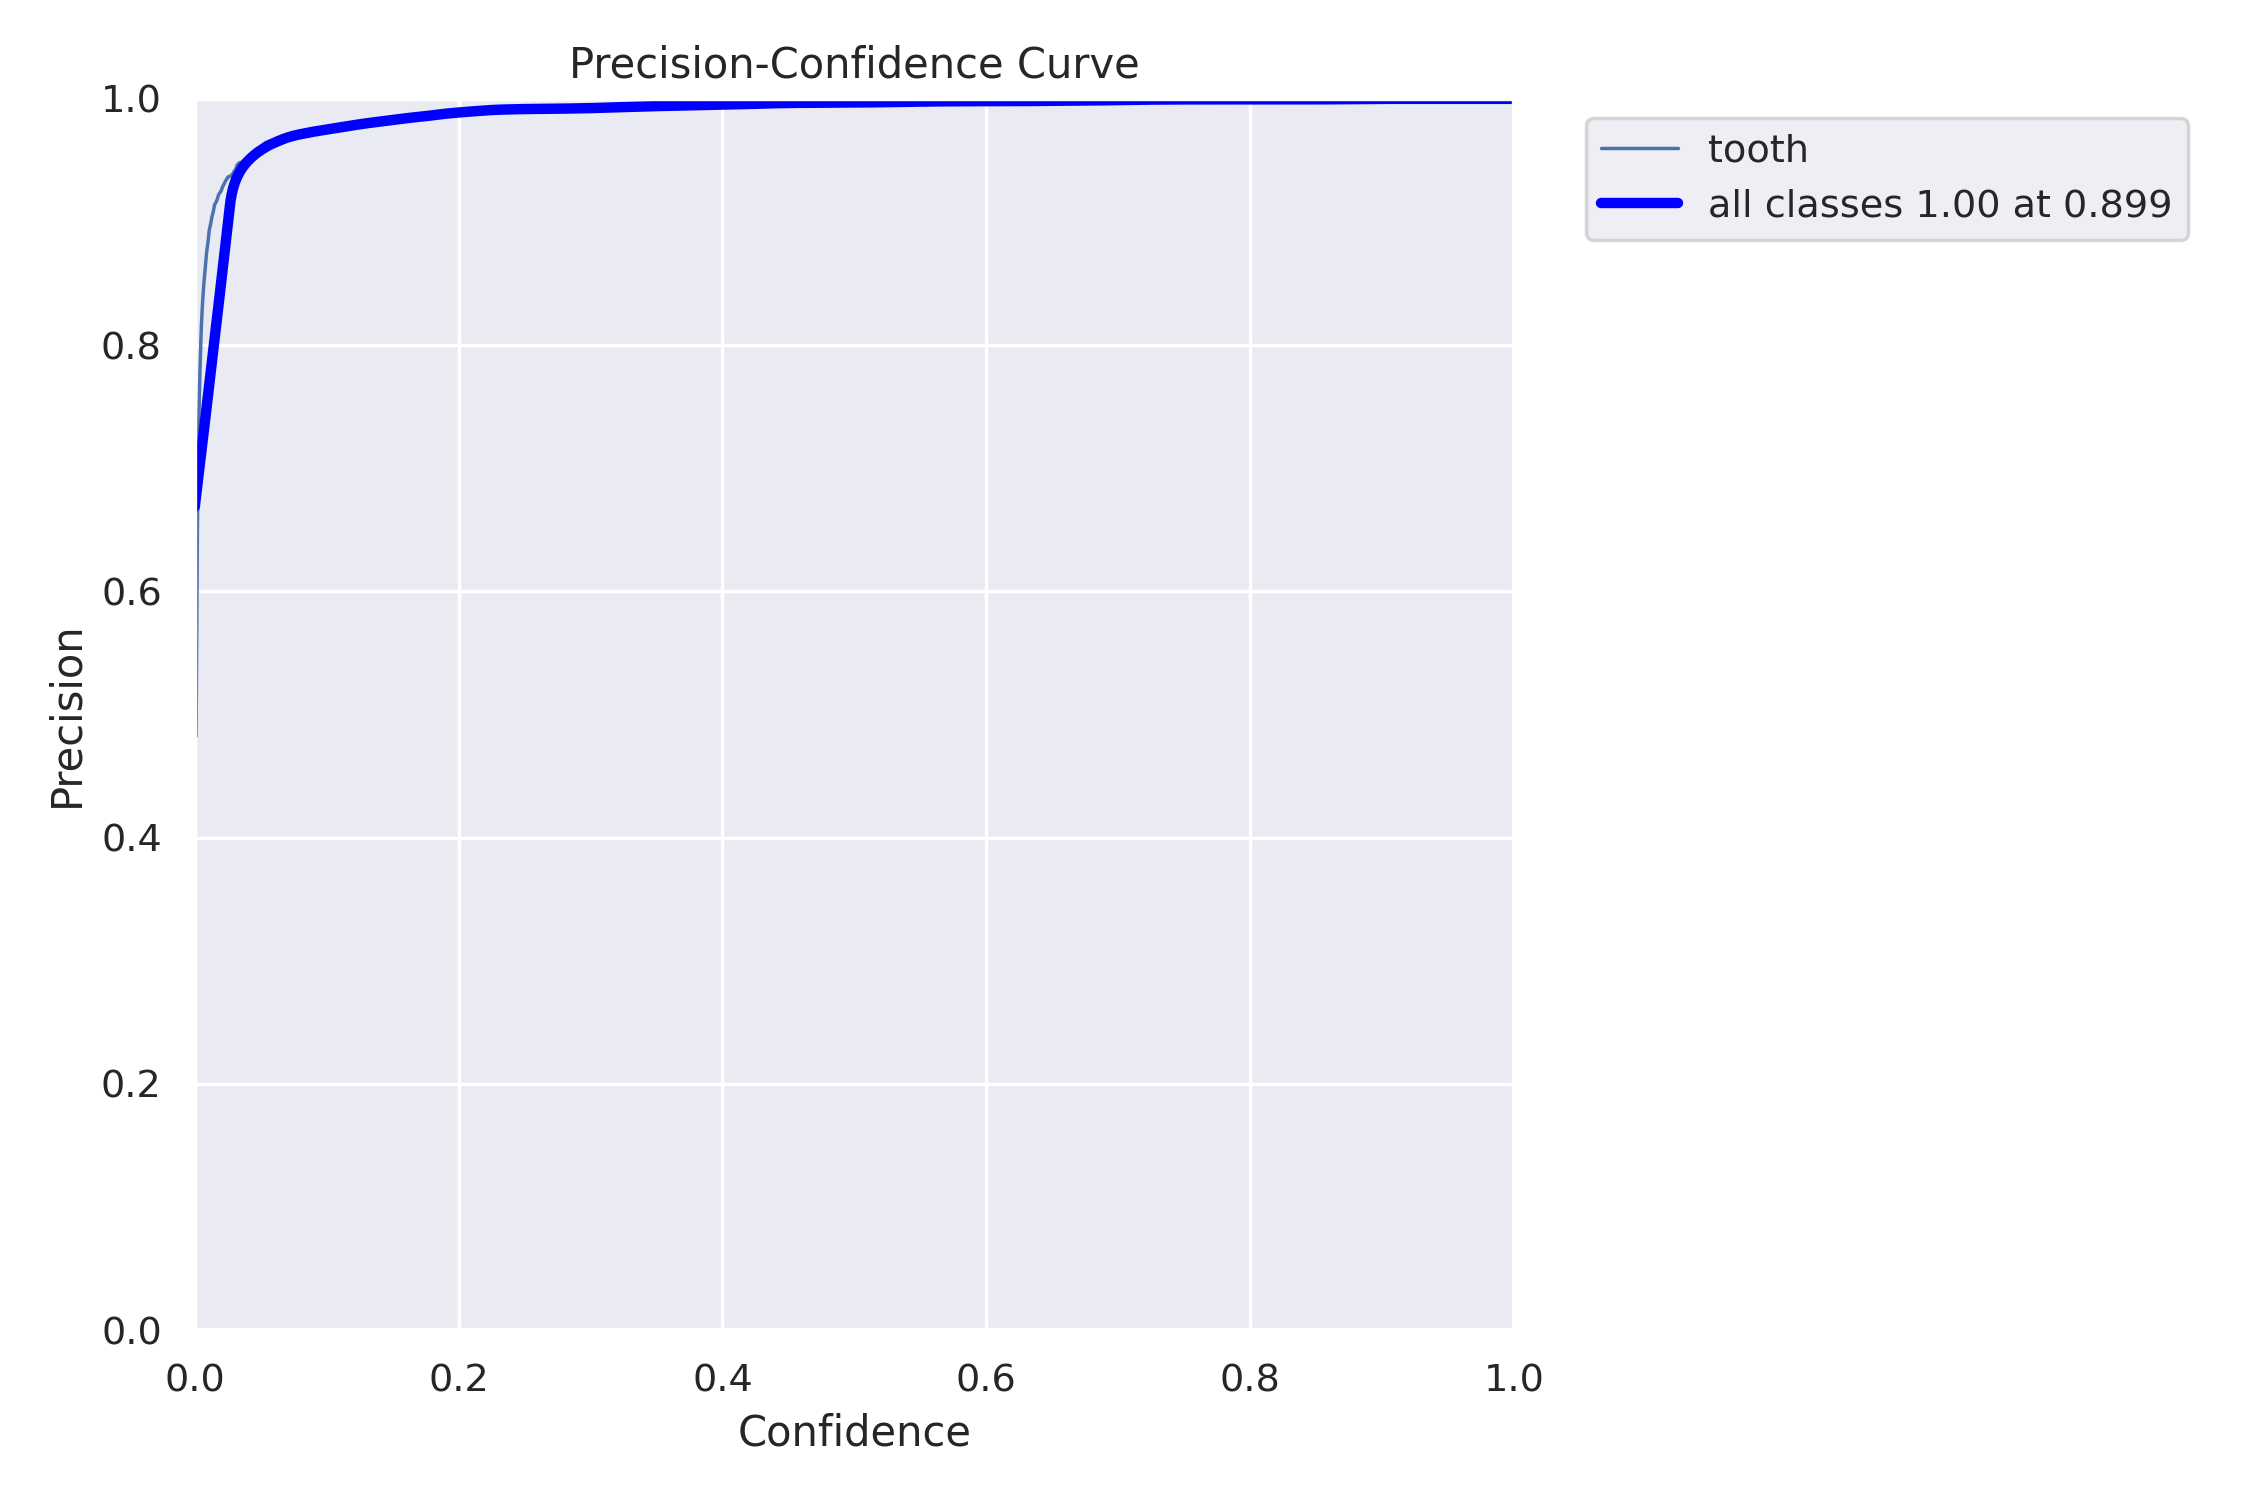 Precision-Confidence Curve
1.0
0.8
0.6
0.4
0.2
0.0
Precision
0.0 0.2 0.4 0.6 0.8 1.0
Confidence
tooth
all classes 1.00 at 0.899